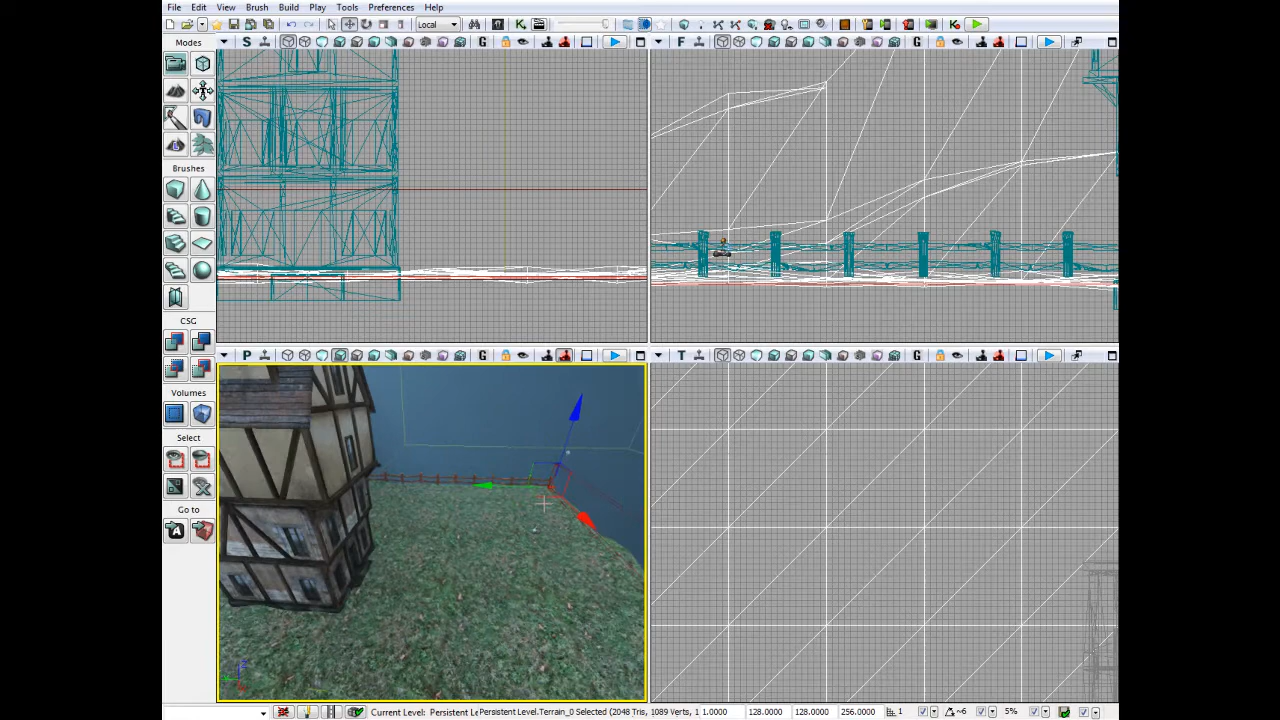 File Edit View Brush Build Play Tools Preferences Help
Local
Modes
S
G
F
G
Brushes
CSG
Volumes
Select
Go to
P
G
T
G
Current Level: Persistent Le
Persistent Level.Terrain_0 Selected (2048 Tris, 1089 Verts, 1
1.0000
128.0000
128.0000
256.0000
1
~6
5%